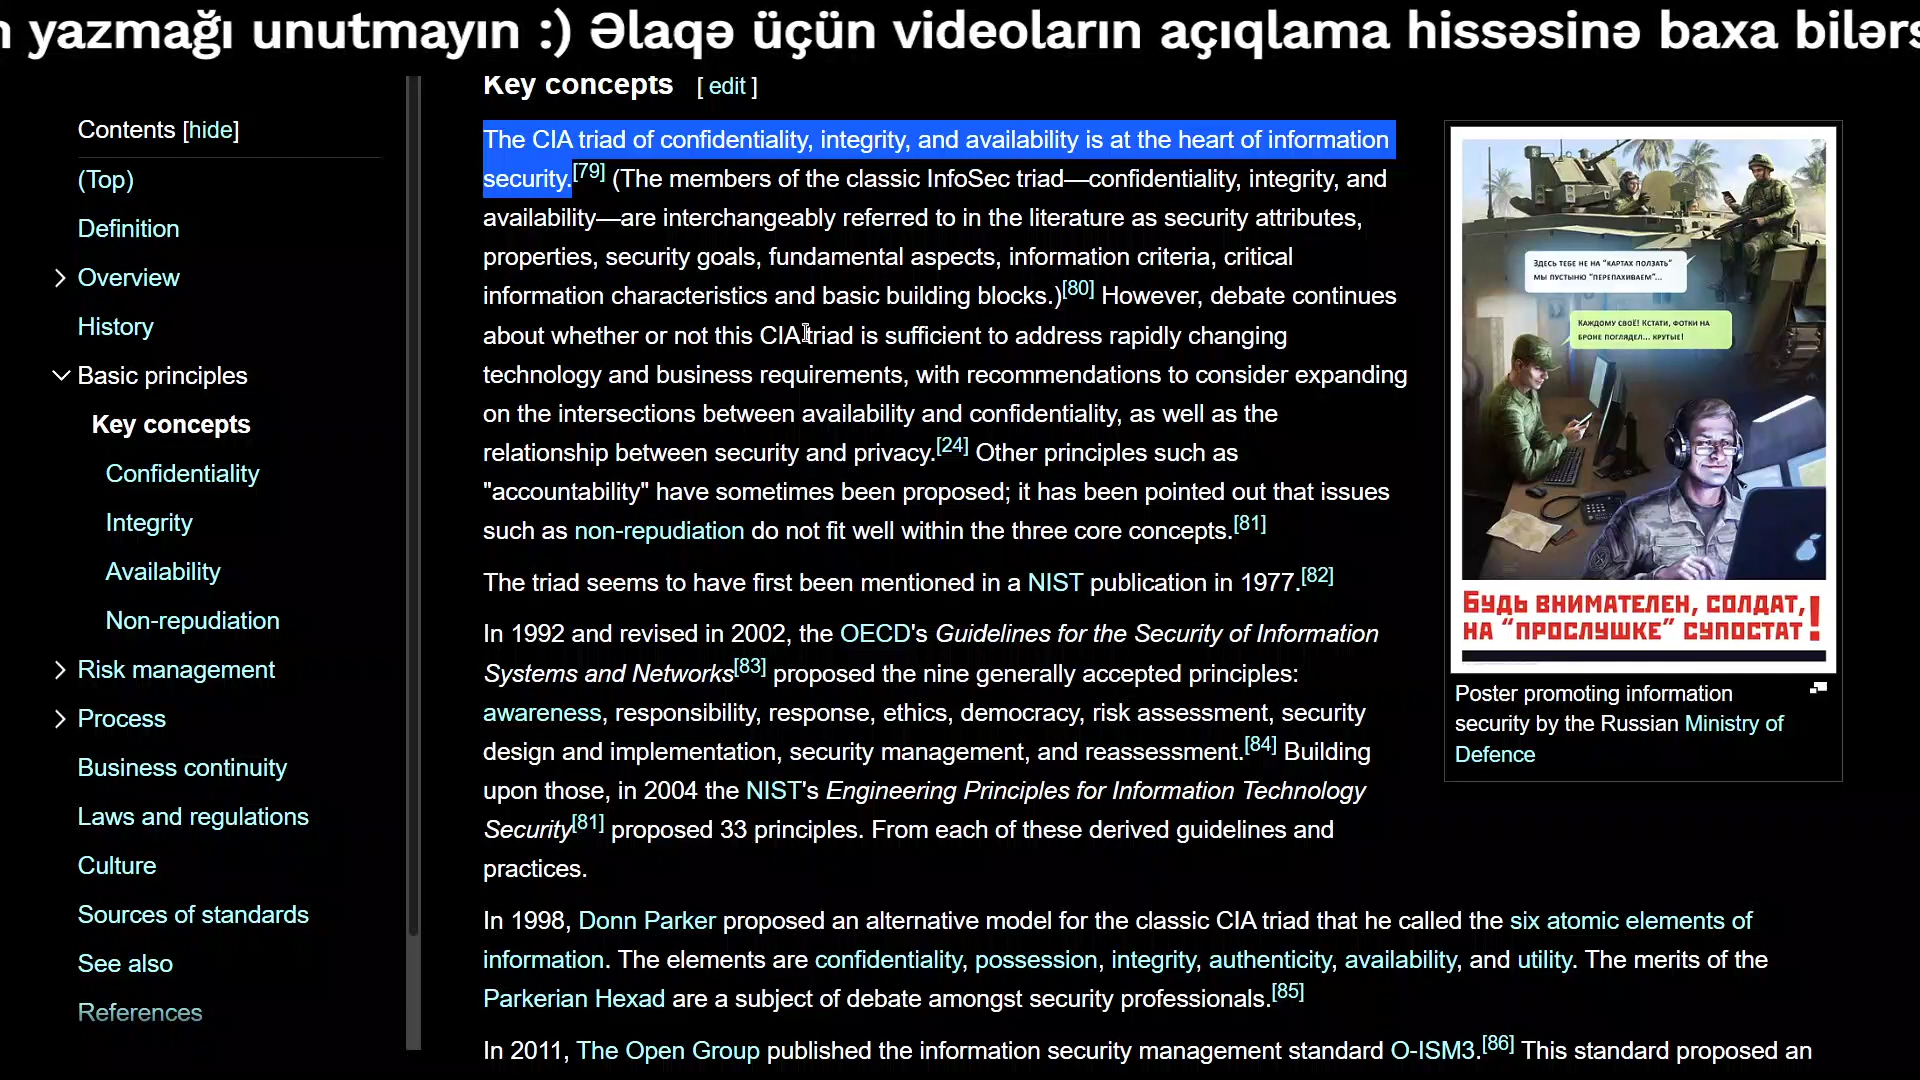 yazmağı unutmayın :) Əlaqə üçün videoların açıqlama hissəsinə baxa
Contents [hide]
(Top)
Definition
Overview
History
Basic principles
Key concepts
Confidentiality
Integrity
Availability
Non-repudiation
Risk management
Process
Business continuity
Laws and regulations
Culture
Sources of standards
See also
References
Key concepts [ edit ]
The CIA triad of confidentiality, integrity, and availability is at the heart of information
security.[79] (The members of the classic InfoSec triad—confidentiality, integrity, and
availability—are interchangeably referred to in the literature as security attributes,
properties, security goals, fundamental aspects, information criteria, critical
information characteristics and basic building blocks.)[80] However, debate continues
about whether or not this CIA triad is sufficient to address rapidly changing
technology and business requirements, with recommendations to consider expanding
on the intersections between availability and confidentiality, as well as the
relationship between security and privacy.[24] Other principles such as
"accountability" have sometimes been proposed; it has been pointed out that issues
such as non-repudiation do not fit well within the three core concepts.[81]
The triad seems to have first been mentioned in a NIST publication in 1977.[82]
In 1992 and revised in 2002, the OECD's Guidelines for the Security of Information
Systems and Networks[83] proposed the nine generally accepted principles:
awareness, responsibility, response, ethics, democracy, risk assessment, security
design and implementation, security management, and reassessment.[84] Building
upon those, in 2004 the NIST's Engineering Principles for Information Technology
Security[81] proposed 33 principles. From each of these derived guidelines and
practices.
In 1998, Donn Parker proposed an alternative model for the classic CIA triad that he called the six atomic elements of
information. The elements are confidentiality, possession, integrity, authenticity, availability, and utility. The merits of the
Parkerian Hexad are a subject of debate amongst security professionals.[85]
In 2011, The Open Group published the information security management standard O-ISM3.[86] This standard proposed an
ЗДЕСЬ ТЕБЕ НЕ НА "КАРТАХ ПОЛЗАТЬ"
МЫ ПУСТЫНЮ "ПЕРЕПАХИВАЕМ"...
КАЖДОМУ СВОЁ! КСТАТИ, ФОТКИ НА
БРОНЕ ПОГЛЯДЕЛ... КРУТЫЕ!
БУДЬ ВНИМАТЕЛЕН, СОЛДАТ,
НА "ПРОСЛУШКЕ" СУПОСТАТ!
Poster promoting information
security by the Russian Ministry of
Defence